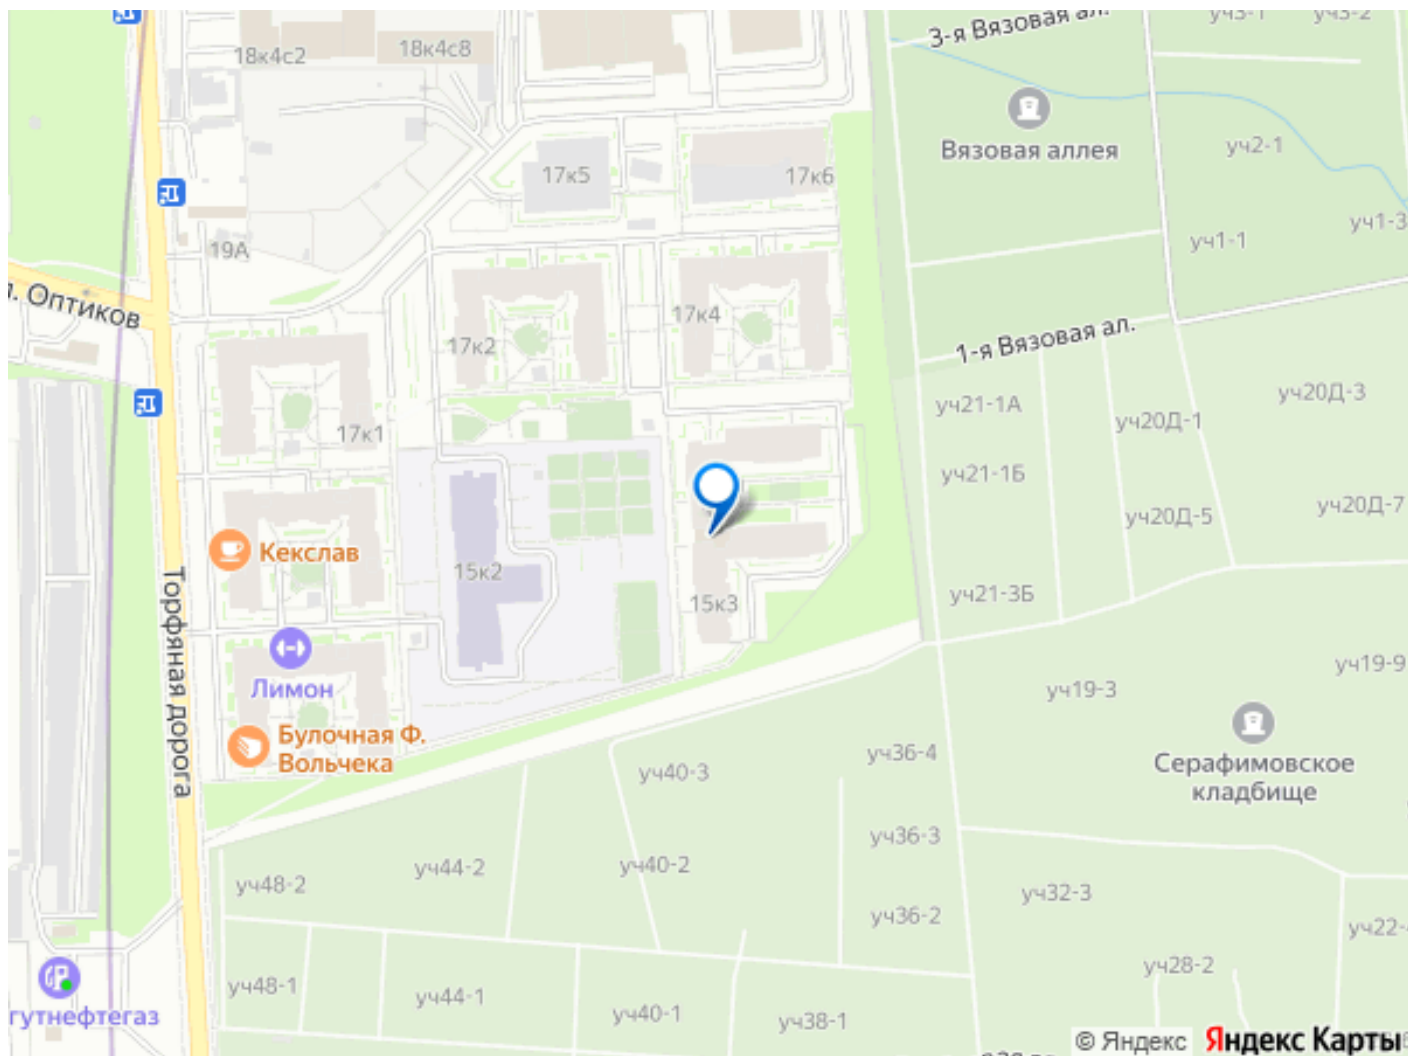 3-я Вязовая ал.
уч3-1
уч3-2
18к4с2
18к4с8
Вязовая аллея
уч2-1
17к5
17к6
уч1-3
уч1-1
19А
л. Оптиков
17к4
17к2
1-я Вязовая ал.
уч21-1А
уч20Д-3
уч20Д-1
17к1
уч21-1Б
уч20Д-7
уч20Д-5
Кекслав
15к2
уч21-3Б
15к3
Торфяная дорога
Лимон
уч19-9
уч19-3
Булочная Ф.
Вольчека
уч36-4
Серафимовское
кладбище
уч40-3
уч36-3
уч44-2
уч40-2
уч48-2
уч32-3
уч36-2
уч22-4
уч28-2
уч48-1
уч44-1
гутнефтегаз
уч40-1
уч38-1
© Яндекс
Яндекс Карты